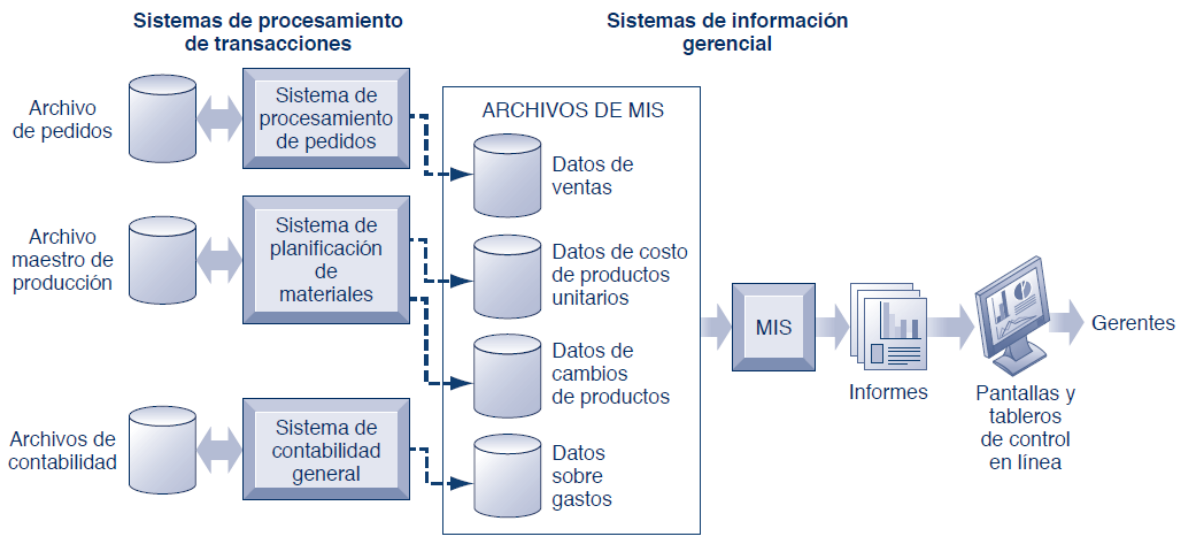 Sistemas de procesamiento
de transacciones
Sistemas de información
gerencial
Archivo
de pedidos
Sistema de
procesamiento
de pedidos
ARCHIVOS DE MIS
Datos de
ventas
Archivo
maestro de
producción
Sistema de
planificación
de
materiales
Datos de costo
de productos
unitarios
Datos de
cambios
de productos
MIS
Informes
Pantallas y
tableros
de control
en línea
Gerentes
Archivos de
contabilidad
Sistema de
contabilidad
general
Datos
sobre
gastos